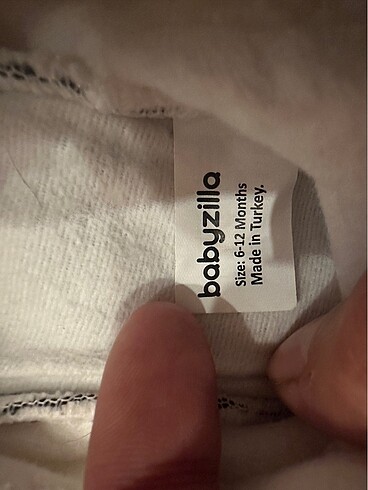 babyzilla
Size: 6-12 Months
Made in Turkey.